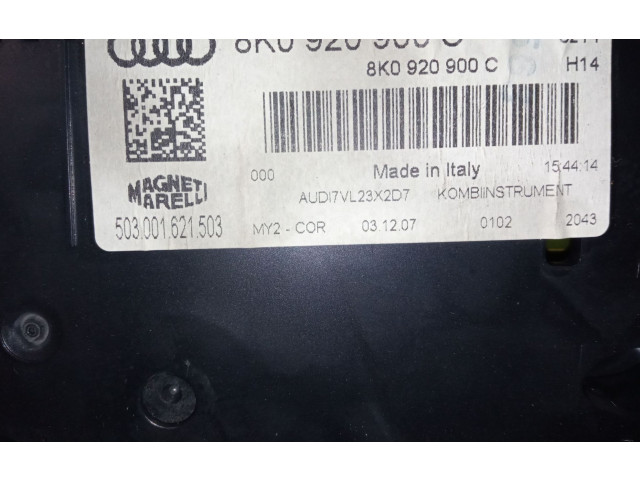 8K0 920 900 C
8K0 920 900 C H14
000 Made in Italy 15:44:14
MAGNETI
MARELLI
AUDI7VL23X2D7 KOMBIINSTRUMENT
503.001.621.503 MY2 - COR 03.12.07 0102 2043